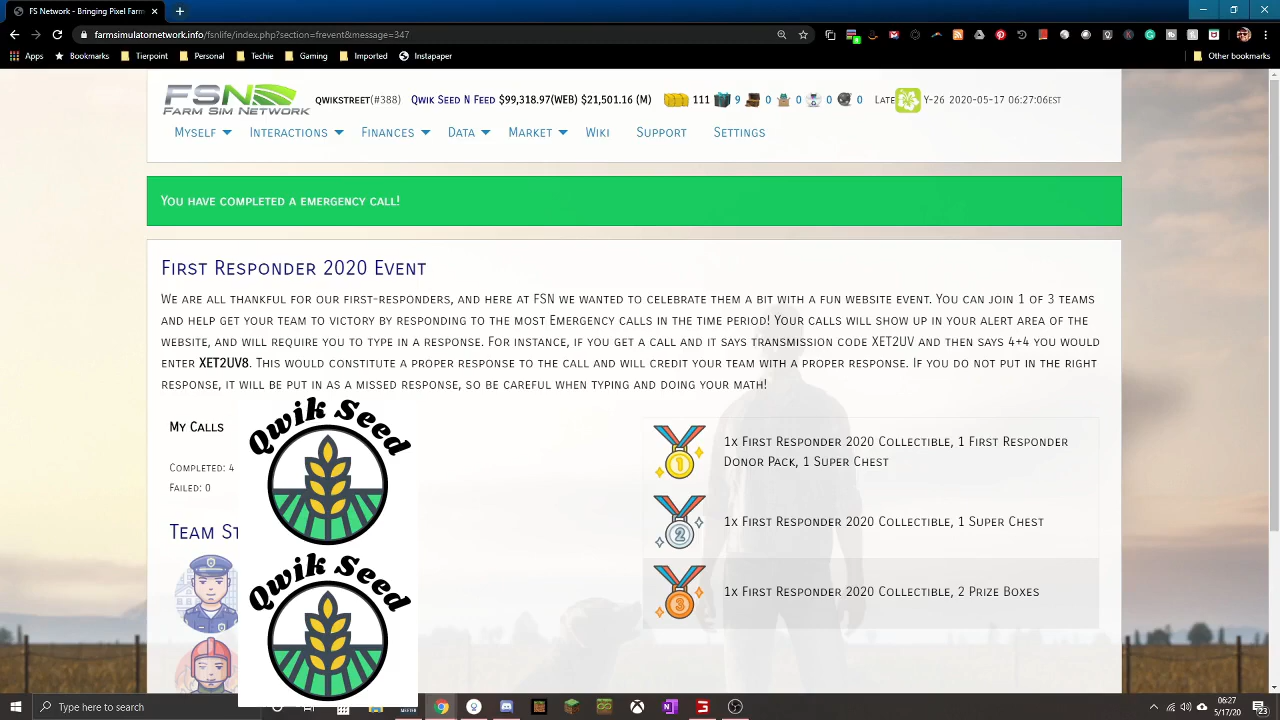 Blogs - FSN - Play, Sim, Farm!
farmsimulatornetwork.info/index.php?section=frevent&message=347
Apps
All
Finance
Techy
Gaming
Imported
Instapaper
Other bookmarks
FSN
Farm Sim Network
qwikstreet(#388) Qwik Seed N Feed $99,318.97(WEB) $21,501.16 (M) 111 9 0 0 0 0 Late Y-26 2020-05-17 06:27:06EST
Myself Interactions Finances Data Market Wiki Support Settings
You have completed a emergency call!
First Responder 2020 Event
We are all thankful for our first-responders, and here at FSN we wanted to celebrate them a bit with a fun website event. You can join 1 of 3 teams
and help get your team to victory by responding to the most Emergency calls in the time period! Your calls will show up in your alert area of the
website, and will require you to type in a response. For instance, if you get a call and it says transmission code XET2UV and then says 4+4 you would
enter XET2UV8. This would constitute a proper response to the call and will credit your team with a proper response. If you do not put in the right
response, it will be put in as a missed response, so be careful when typing and doing your math!
My Calls
Completed: 4
Failed: 0
Team St
Qwik Seed
Qwik Seed
1
1x First Responder 2020 Collectible, 1 First Responder
Donor Pack, 1 Super Chest
2
1x First Responder 2020 Collectible, 1 Super Chest
3
1x First Responder 2020 Collectible, 2 Prize Boxes
Type here to search
06:27
5/17/20